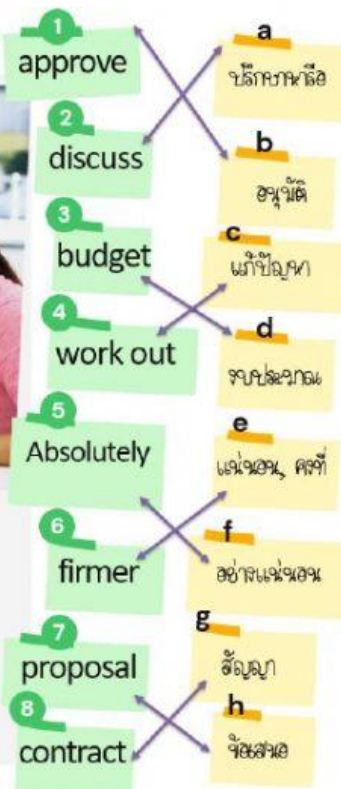 1
approve
a
ปรึกษาหารือ
2
discuss
b
อนุมัติ
3
budget
c
แก้ปัญหา
4
work out
d
งบประมาณ
5
Absolutely
e
แน่นอน, คงที่
6
firmer
f
อย่างแน่นอน
7
proposal
g
สัญญา
8
contract
h
ข้อเสนอ